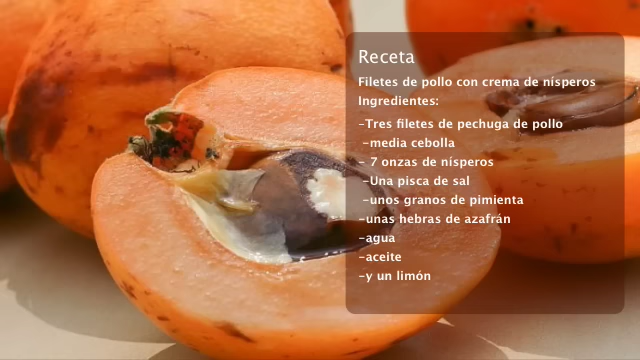 Receta
Filetes de pollo con crema de nísperos
Ingredientes:
-Tres filetes de pechuga de pollo
-media cebolla
- 7 onzas de nísperos
-Una pisca de sal
-unos granos de pimienta
-unas hebras de azafrán
-agua
-aceite
-y un limón